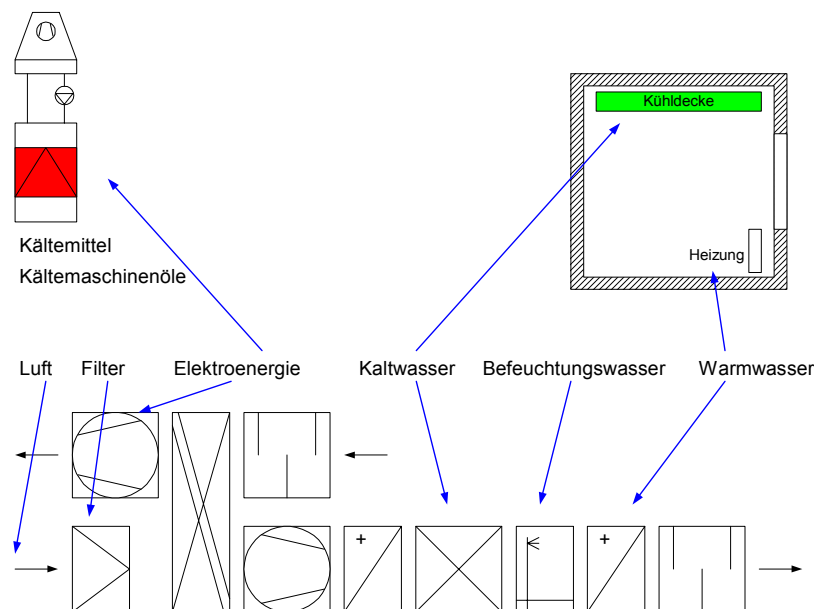 Kühldecke
Kältemittel
Kältemaschinenöle
Heizung
Luft Filter Elektroenergie Kaltwasser Befeuchtungswasser Warmwasser
+ +